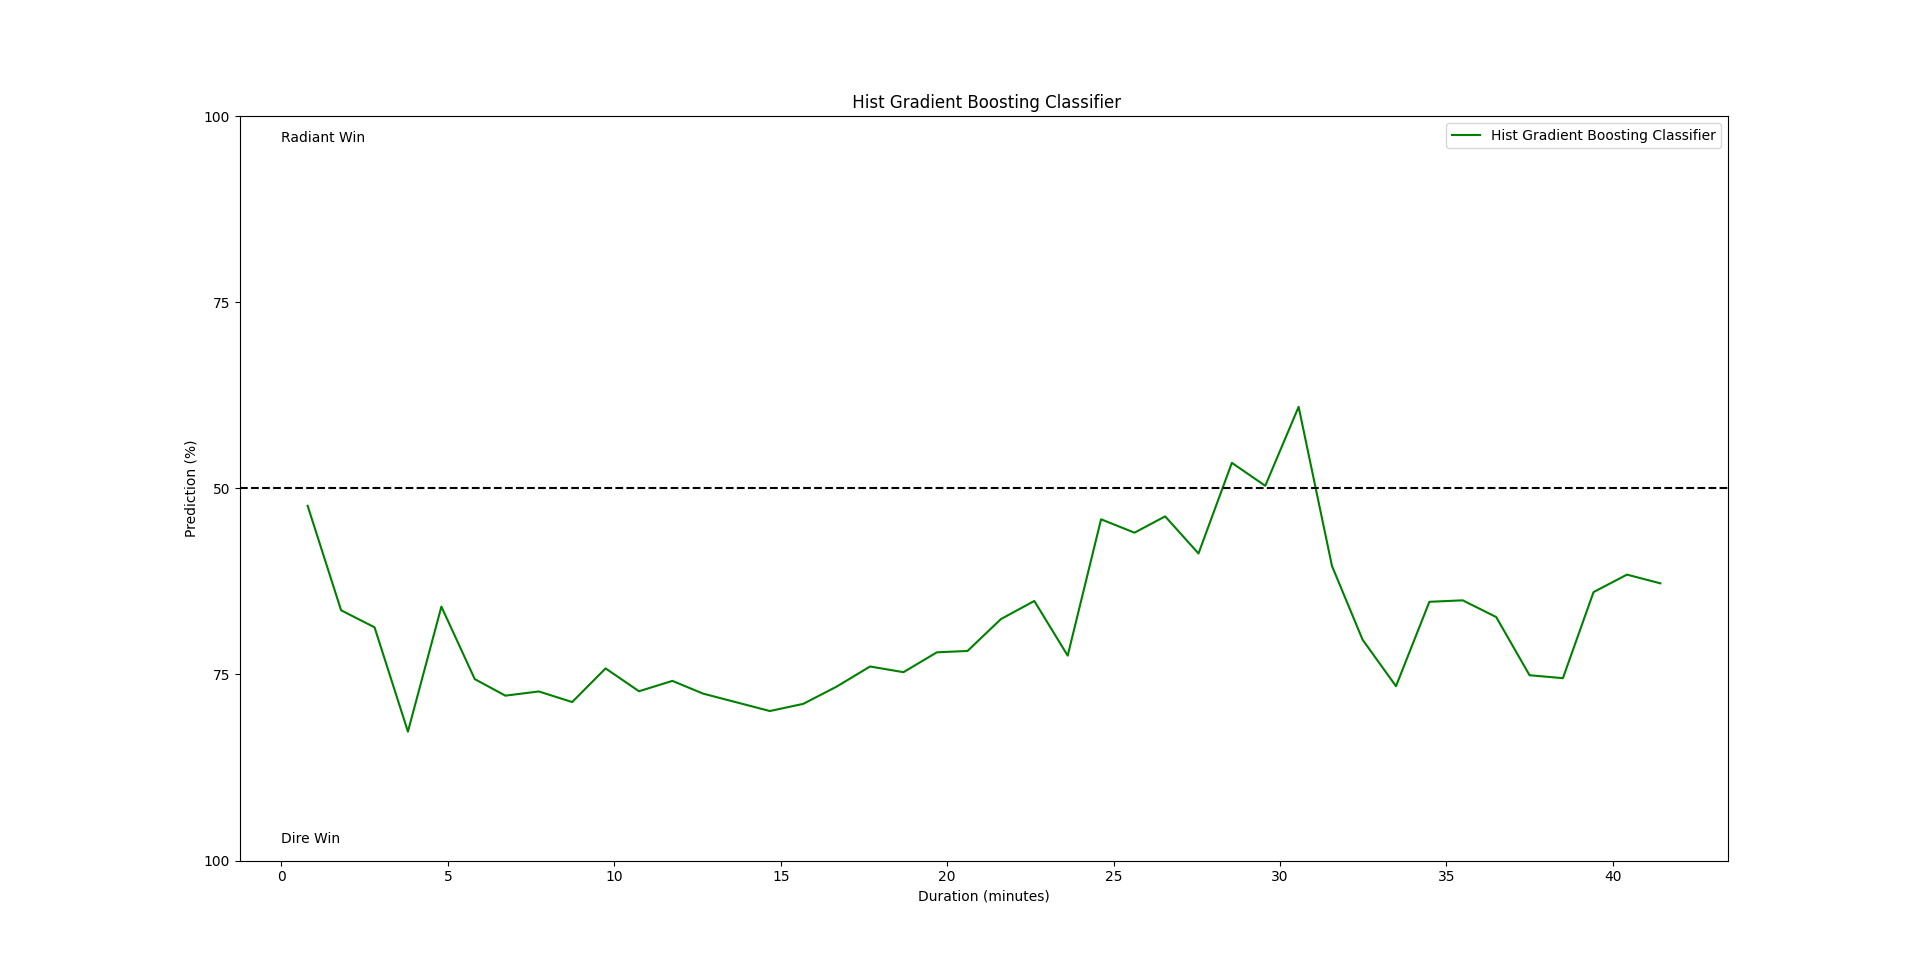 Hist Gradient Boosting Classifier
100
Radiant Win
Hist Gradient Boosting Classifier
75
Prediction (%)
50
75
Dire Win
100
0 5 10 15 20 25 30 35 40
Duration (minutes)